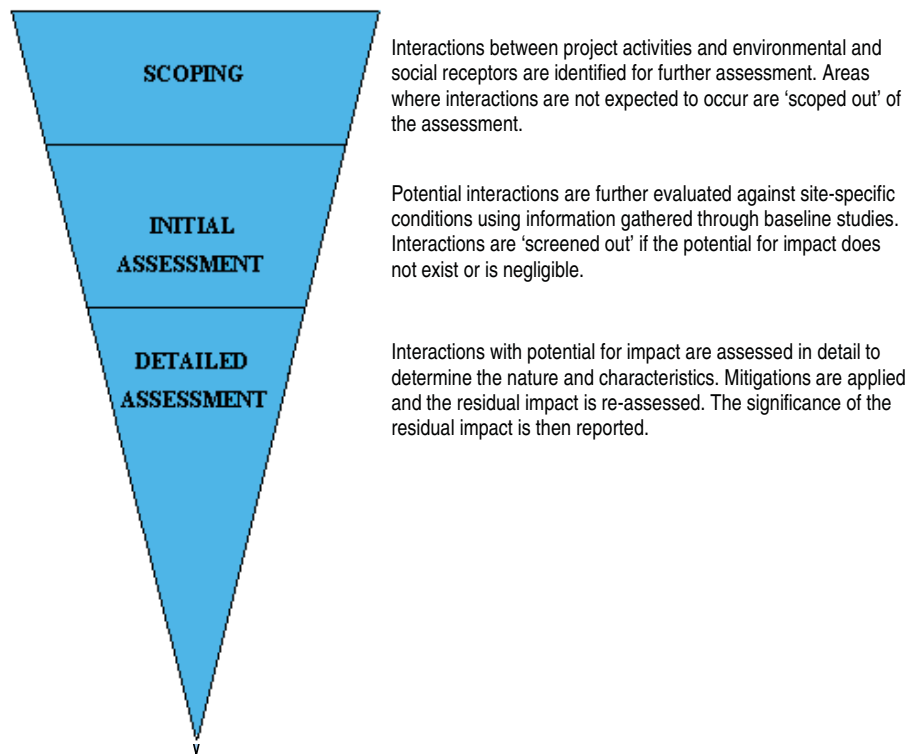 SCOPING
Interactions between project activities and environmental and
social receptors are identified for further assessment. Areas
where interactions are not expected to occur are ‘scoped out’ of
the assessment.
INITIAL
ASSESSMENT
Potential interactions are further evaluated against site-specific
conditions using information gathered through baseline studies.
Interactions are ‘screened out’ if the potential for impact does
not exist or is negligible.
DETAILED
ASSESSMENT
Interactions with potential for impact are assessed in detail to
determine the nature and characteristics. Mitigations are applied
and the residual impact is re-assessed. The significance of the
residual impact is then reported.